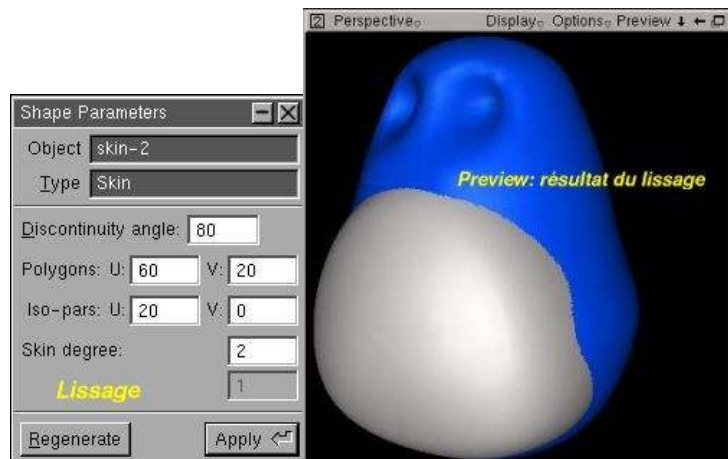 Shape Parameters
Object skin-2
Type Skin
Discontinuity angle: 80
Polygons: U: 60 V: 20
Iso-pars: U: 20 V: 0
Skin degree: 2
Lissage 1
Regenerate Apply
2 Perspective Display Options Preview
Preview: résultat du lissage